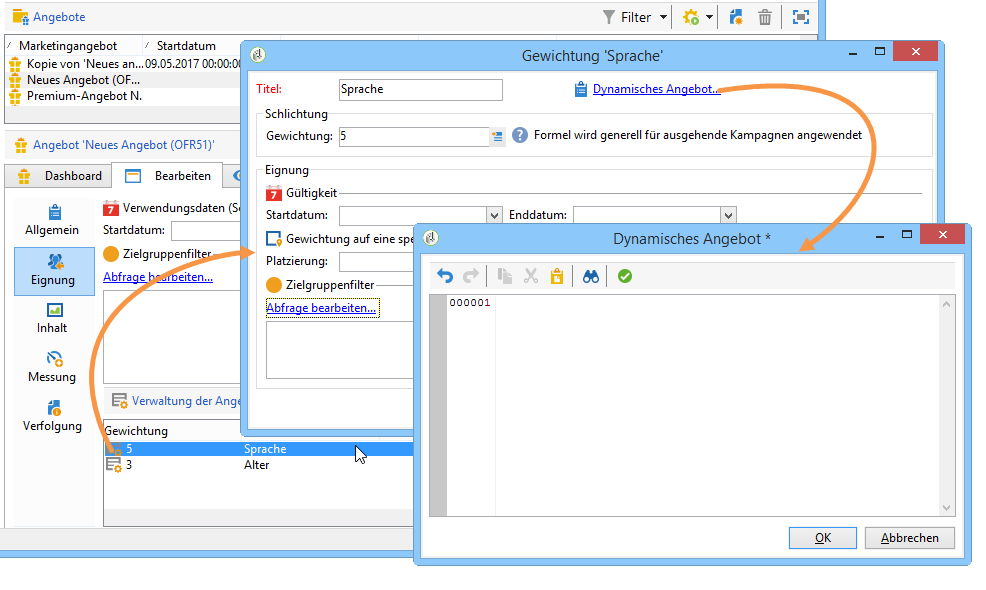 Angebote
Filter
Marketingangebot Startdatum
Kopie von 'Neues an... 09.05.2017 00:00:00
Neues Angebot (OF...
Premium-Angebot N.
Angebot 'Neues Angebot (OFR51)'
Dashboard Bearbeiten
Allgemein
Eignung
Inhalt
Messung
Verfolgung
7 Verwendungsdaten (Se
Startdatum:
Zielgruppenfilter
Abfrage bearbeiten...
Verwaltung der Ange
Gewichtung
5 Sprache
3 Alter
Gewichtung 'Sprache'
Titel: Sprache
Dynamisches Angebot...
Schlichtung
Gewichtung: 5
? Formel wird generell für ausgehende Kampagnen angewendet
Eignung
7 Gültigkeit
Startdatum: Enddatum:
Gewichtung auf eine spe
Platzierung:
Zielgruppenfilter
Abfrage bearbeiten...
Dynamisches Angebot *
000001
OK Abbrechen